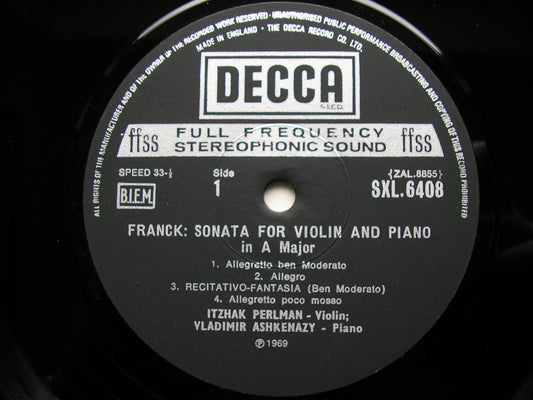 ALL RIGHTS OF THE MANUFACTURER AND OF THE OWNER OF THE RECORDED WORK RESERVED · UNAUTHORISED PUBLIC PERFORMANCE BROADCASTING AND COPYING OF THIS RECORD PROHIBITED
MADE IN ENGLAND · THE DECCA RECORD CO. LTD.
DECCA
ffss FULL FREQUENCY STEREOPHONIC SOUND ffss
SPEED 33-⅓ Side 1 {ZAL.8855}
B.I.E.M. SXL.6408
FRANCK: SONATA FOR VIOLIN AND PIANO
in A Major
1. Allegretto ben Moderato
2. Allegro
3. RECITATIVO-FANTASIA (Ben Moderato)
4. Allegretto poco mosso
ITZHAK PERLMAN - Violin;
VLADIMIR ASHKENAZY - Piano
℗ 1969